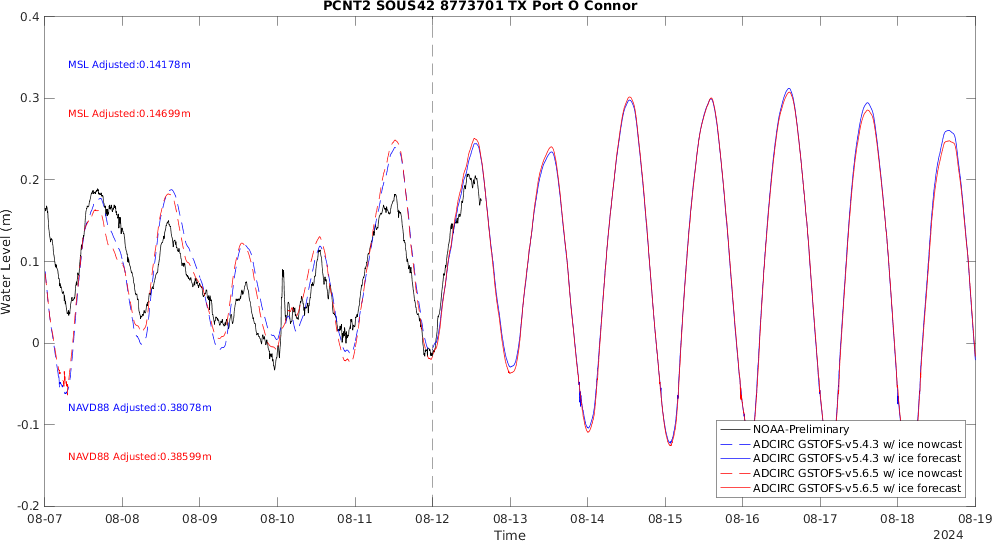 PCNT2 SOUS42 8773701 TX Port O Connor
0.4
MSL Adjusted:0.14178m
0.3
MSL Adjusted:0.14699m
0.2
Water Level (m)
0.1
0
NAVD88 Adjusted:0.38078m
-0.1
NAVD88 Adjusted:0.38599m
-0.2
NOAA-Preliminary
ADCIRC GSTOFS-v5.4.3 w/ ice nowcast
ADCIRC GSTOFS-v5.4.3 w/ ice forecast
ADCIRC GSTOFS-v5.6.5 w/ ice nowcast
ADCIRC GSTOFS-v5.6.5 w/ ice forecast
08-07 08-08 08-09 08-10 08-11 08-12 08-13 08-14 08-15 08-16 08-17 08-18 08-19
Time
2024